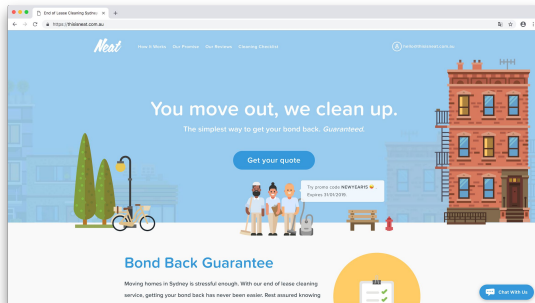 End of Lease Cleaning Sydney
https://thisisneat.com.au
Neat
How It Works Our Promise Our Reviews Cleaning Checklist
You move out, we clean up.
The simplest way to get your bond back. Guaranteed.
Get your quote
Try promo code NEWYEAR15
Expires 31/01/2019.
Bond Back Guarantee
Moving homes in Sydney is stressful enough. With our end of lease cleaning
service, getting your bond back has never been easier. Rest assured knowing
Chat With Us